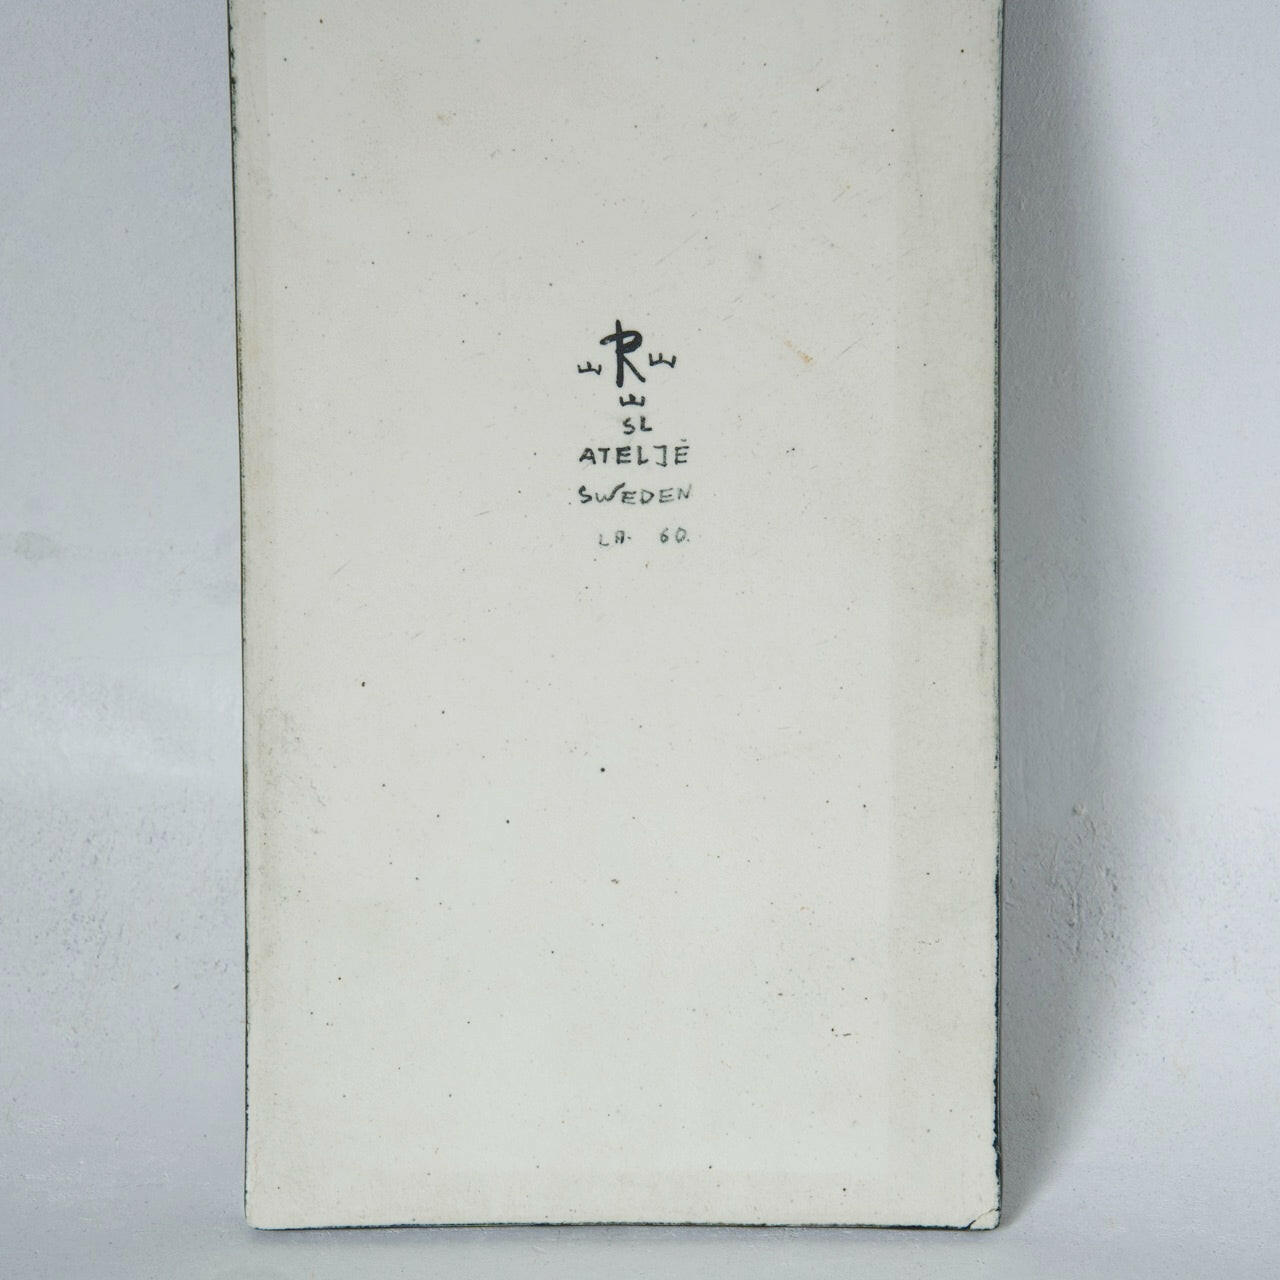 R
SL
ATELJÉ
SWEDEN
LA. 60.